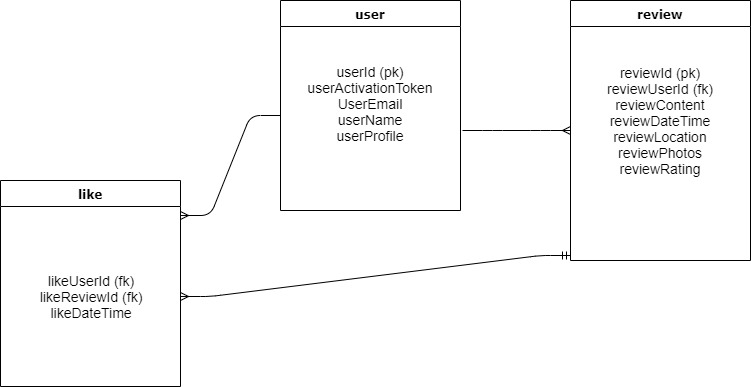 user
userId (pk)
userActivationToken
UserEmail
userName
userProfile
review
reviewId (pk)
reviewUserId (fk)
reviewContent
reviewDateTime
reviewLocation
reviewPhotos
reviewRating
like
likeUserId (fk)
likeReviewId (fk)
likeDateTime